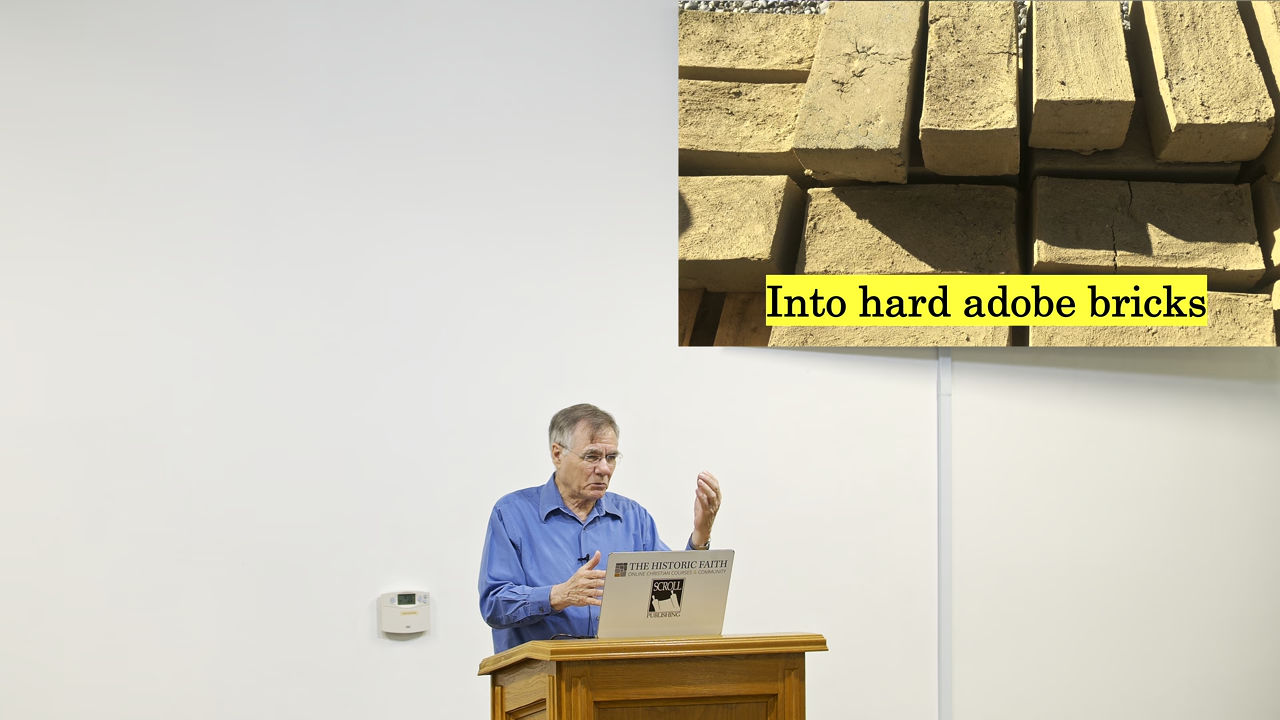 Into hard adobe bricks
THE HISTORIC FAITH
ONLINE CHRISTIAN COURSES & COMMUNITY
SCROLL
PUBLISHING